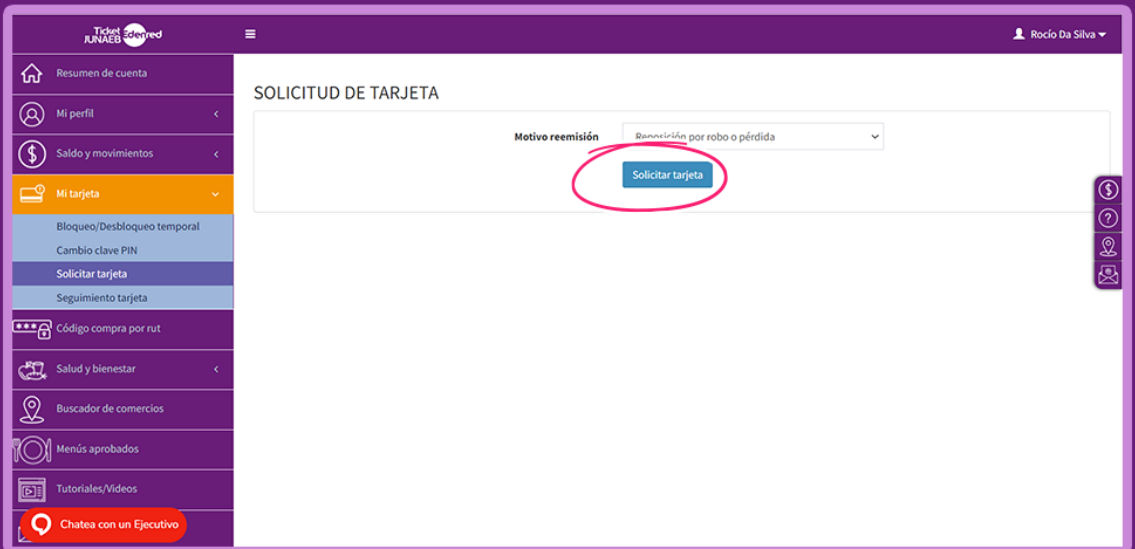 Ticket
JUNAEB Edenred
Rocío Da Silva
Resumen de cuenta
Mi perfil
Saldo y movimientos
Mi tarjeta
Bloqueo/Desbloqueo temporal
Cambio clave PIN
Solicitar tarjeta
Seguimiento tarjeta
Código compra por rut
Salud y bienestar
Buscador de comercios
Menús aprobados
Tutoriales/Videos
Chatea con un Ejecutivo
SOLICITUD DE TARJETA
Motivo reemisión
Reposición por robo o pérdida
Solicitar tarjeta